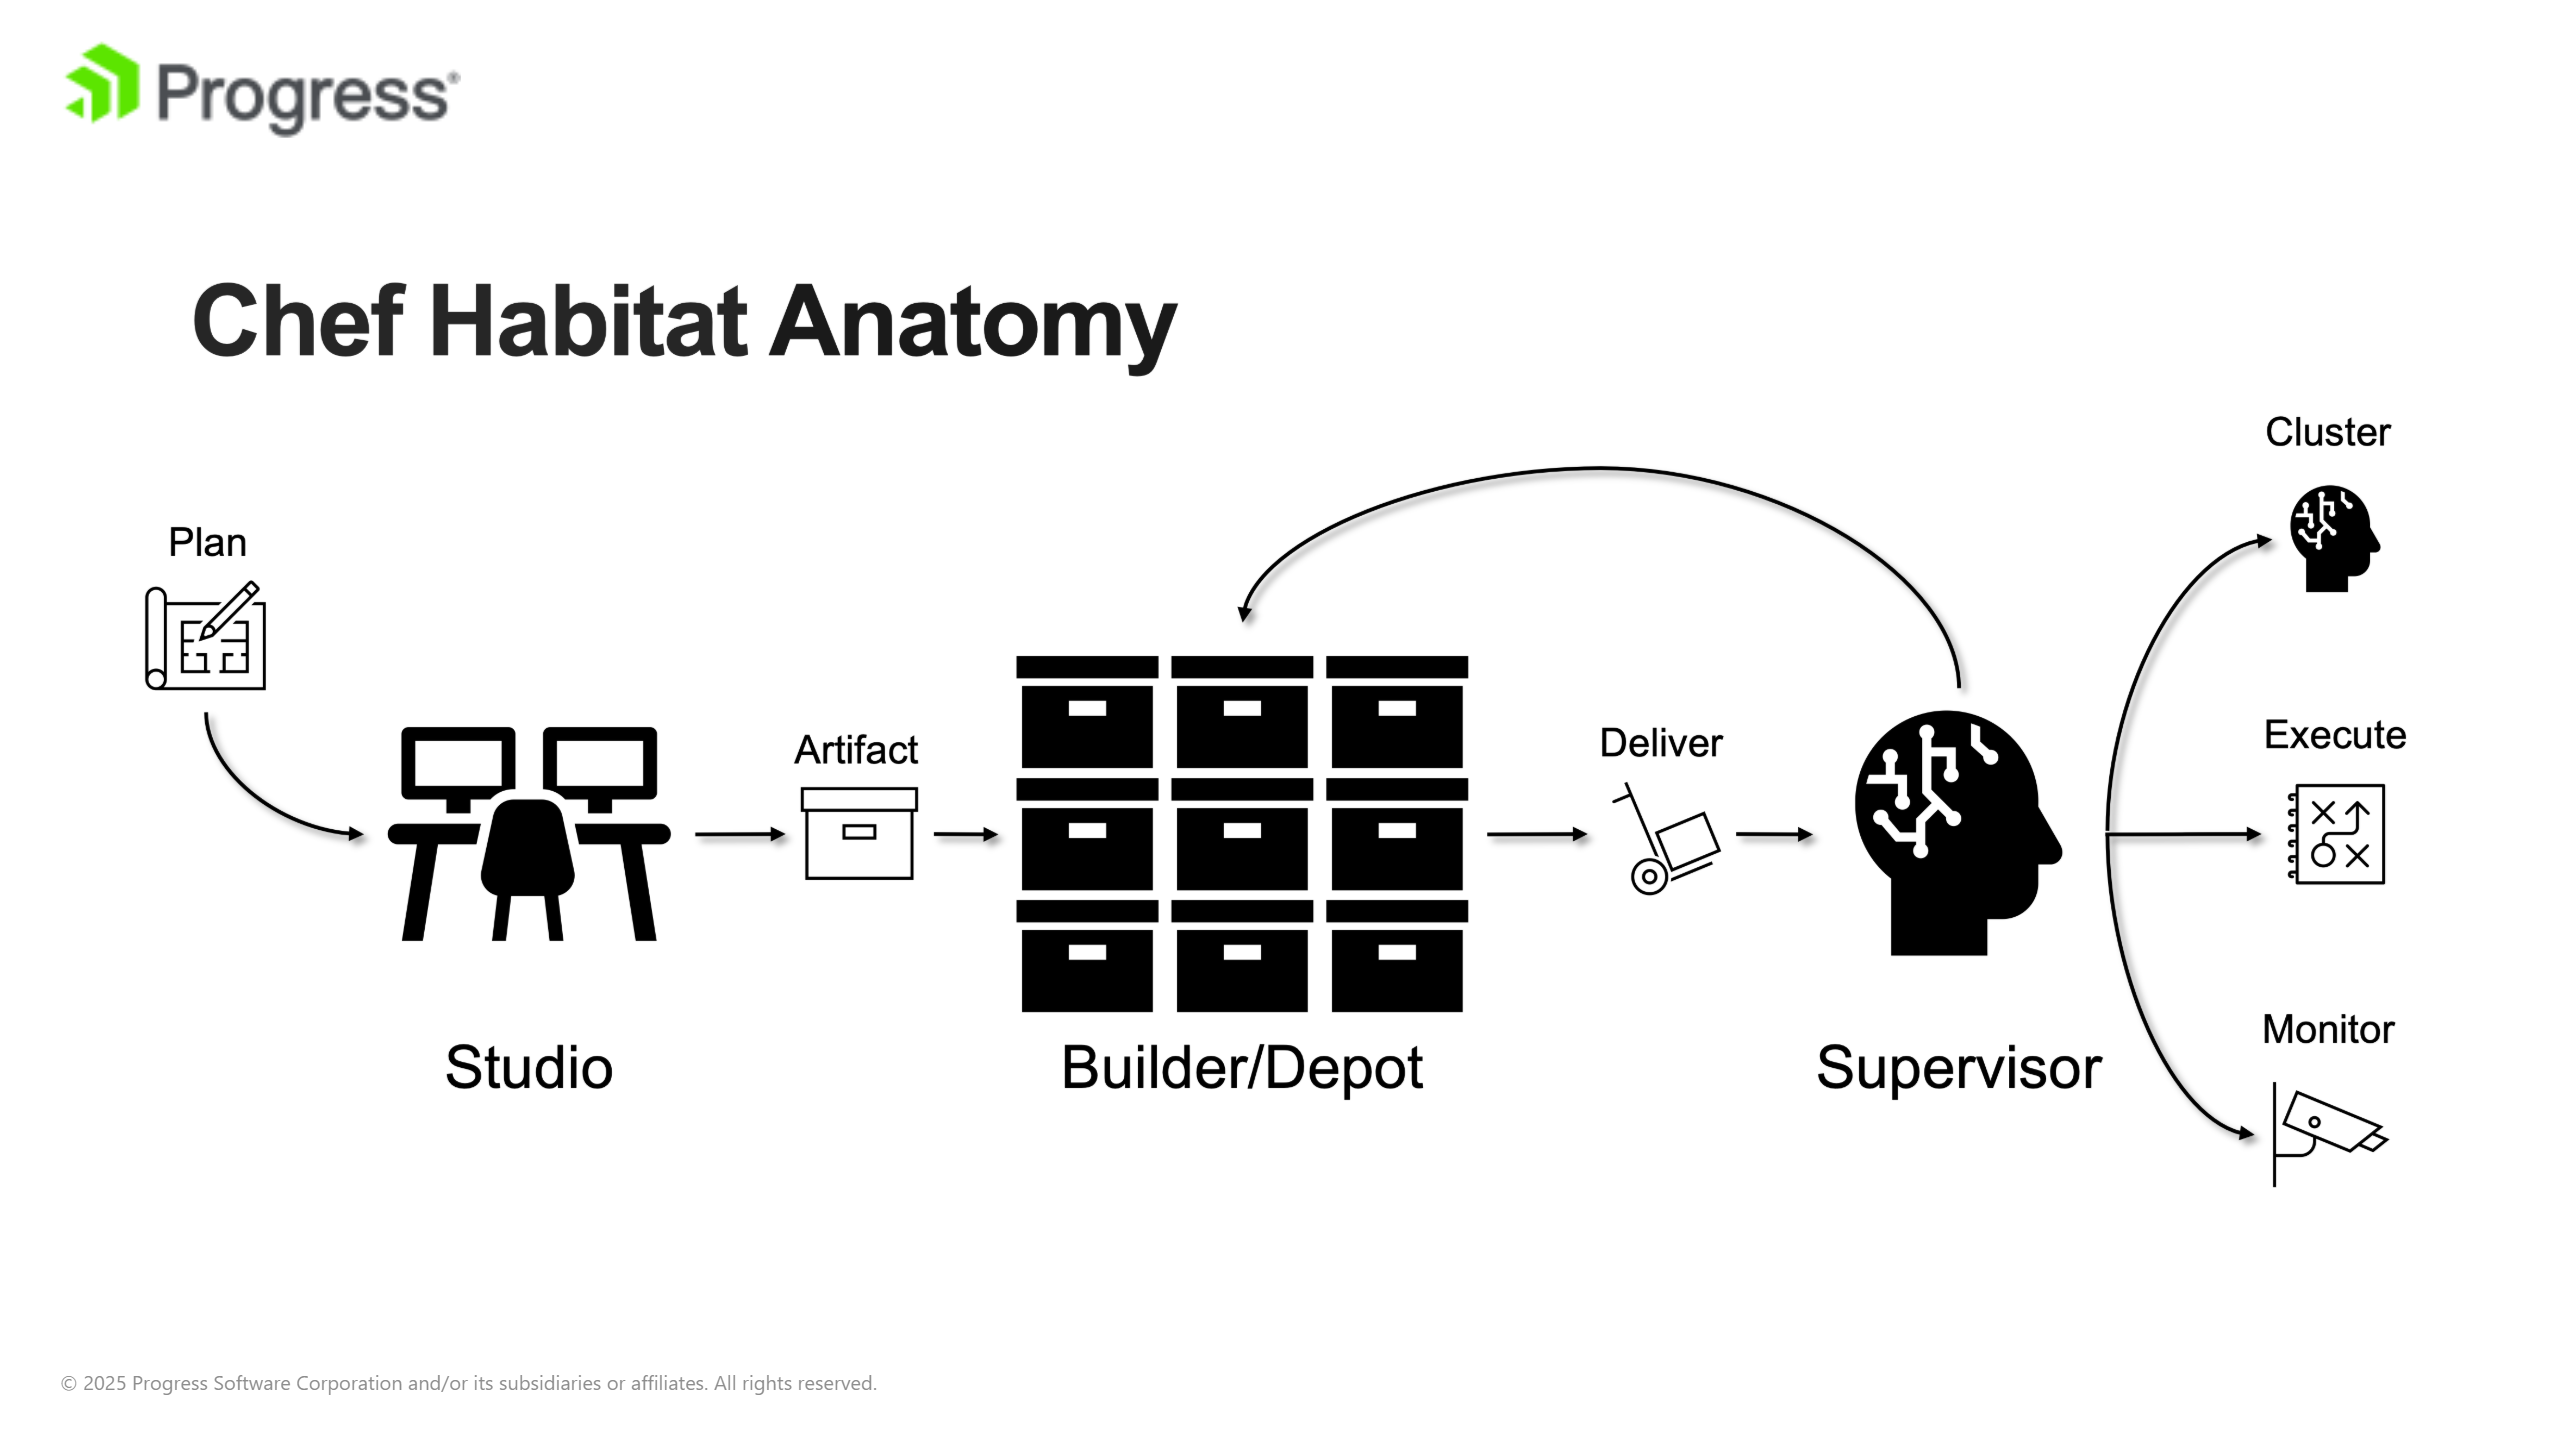 Progress®
Chef Habitat Anatomy
Cluster
Plan
Execute
Deliver
Artifact
Monitor
Studio
Builder/Depot
Supervisor
© 2025 Progress Software Corporation and/or its subsidiaries or affiliates. All rights reserved.